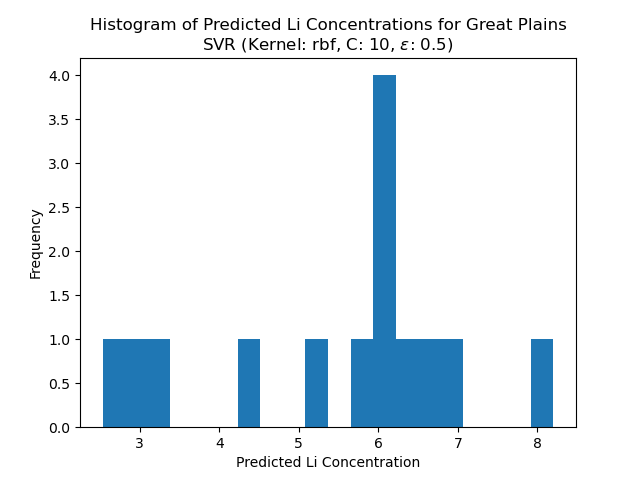 Histogram of Predicted Li Concentrations for Great Plains
SVR (Kernel: rbf, C: 10, ε: 0.5)
4.0
3.5
3.0
2.5
2.0
1.5
1.0
0.5
0.0
Frequency
3 4 5 6 7 8
Predicted Li Concentration